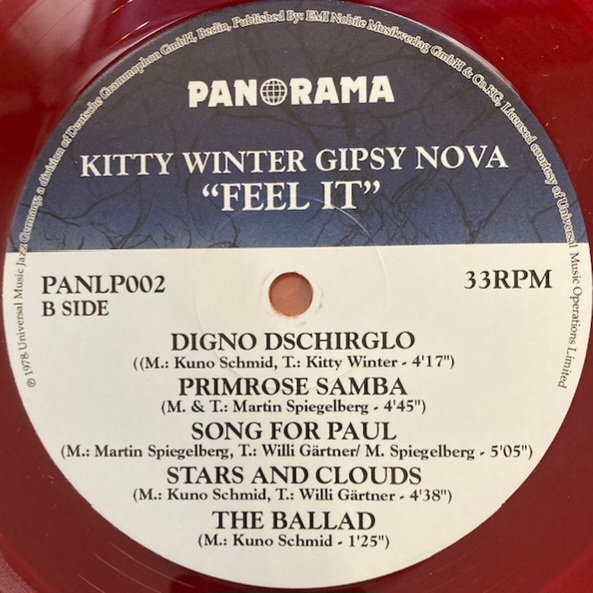 PANORAMA
KITTY WINTER GIPSY NOVA
“FEEL IT”
PANLP002
B SIDE
33RPM
DIGNO DSCHIRGLO
((M.: Kuno Schmid, T.: Kitty Winter - 4'17")
PRIMROSE SAMBA
(M. & T.: Martin Spiegelberg - 4'45")
SONG FOR PAUL
(M.: Martin Spiegelberg, T.: Willi Gärtner/ M. Spiegelberg - 5'05")
STARS AND CLOUDS
(M.: Kuno Schmid, T.: Willi Gärtner - 4'38")
THE BALLAD
(M.: Kuno Schmid - 1'25")
℗ 1978 Universal Music Jazz Germany, a division of Deutsche Grammophon GmbH, Berlin, Published By: EMI Nobile Musikverlag GmbH & Co.KG, Licensed courtesy of Universal Music Operations Limited